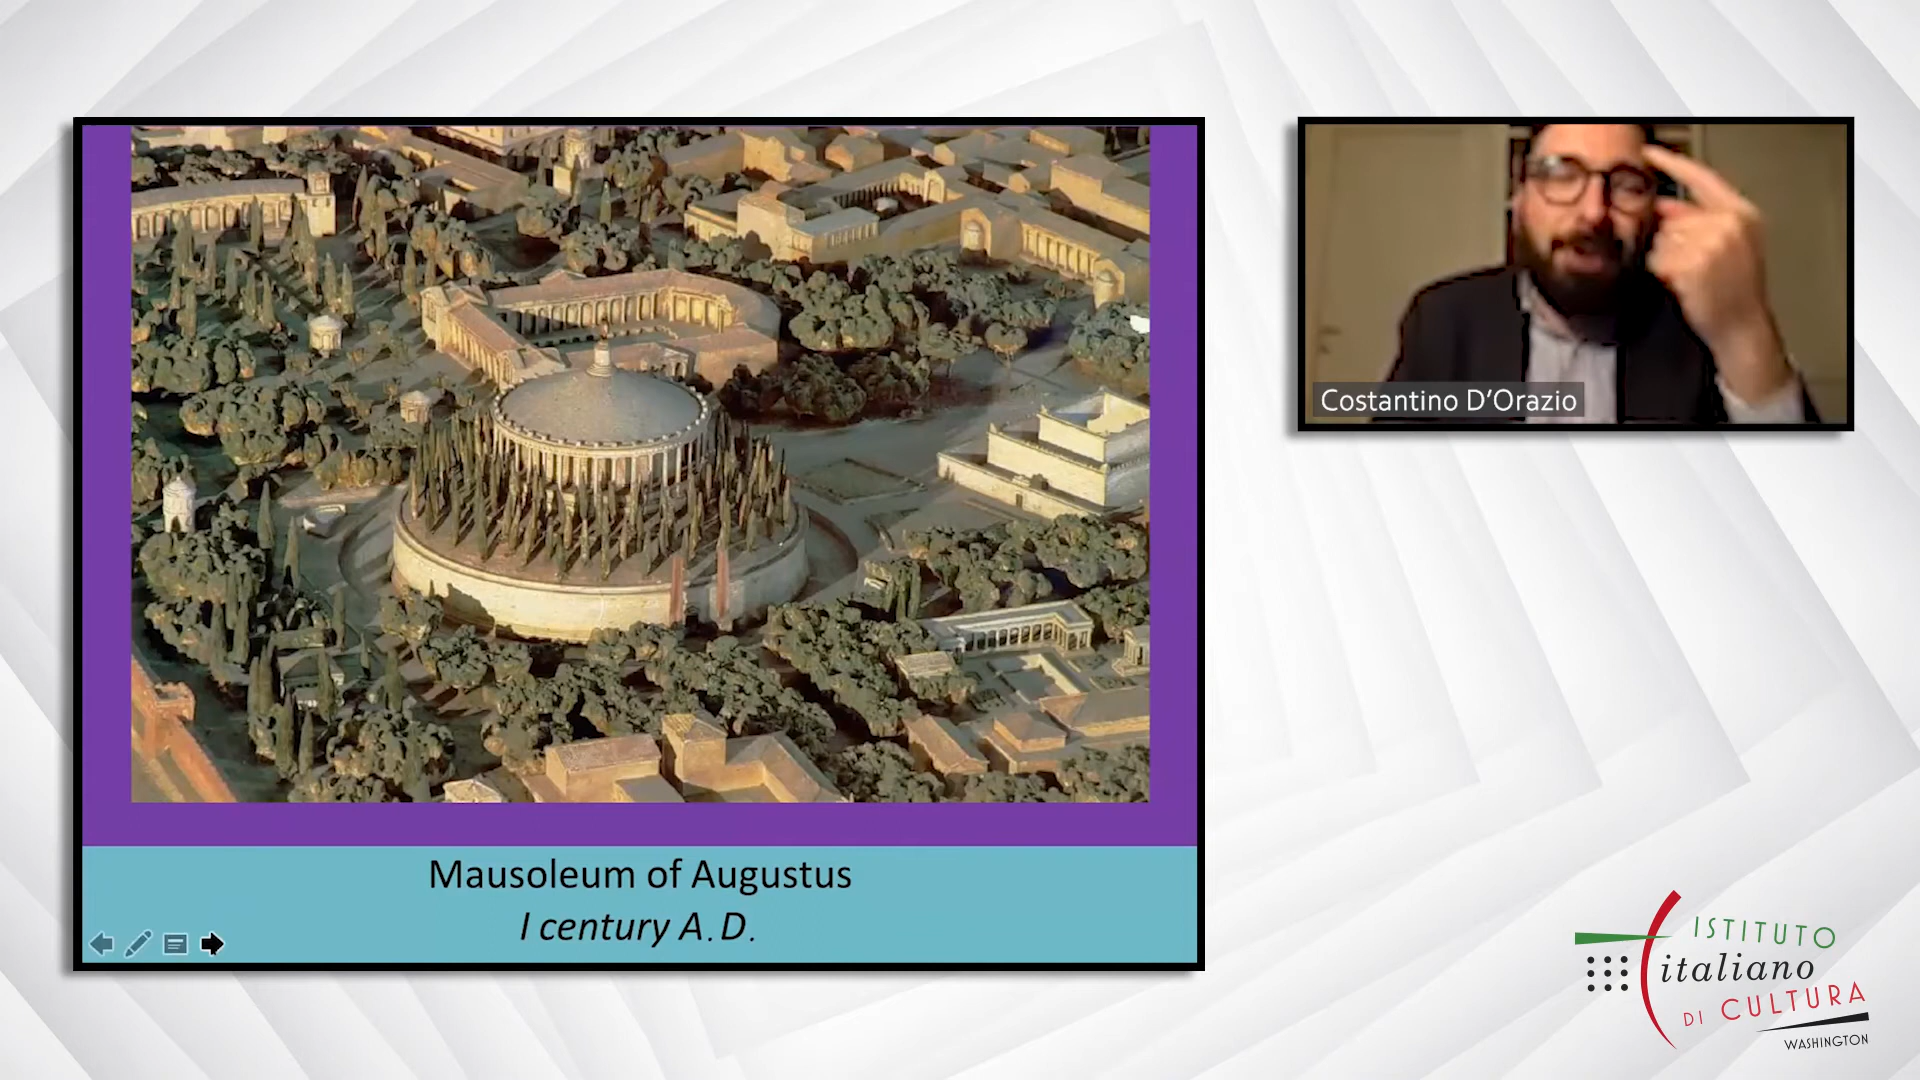 Costantino D’Orazio
Mausoleum of Augustus
I century A.D.
ISTITUTO
italiano
DI CULTURA
WASHINGTON